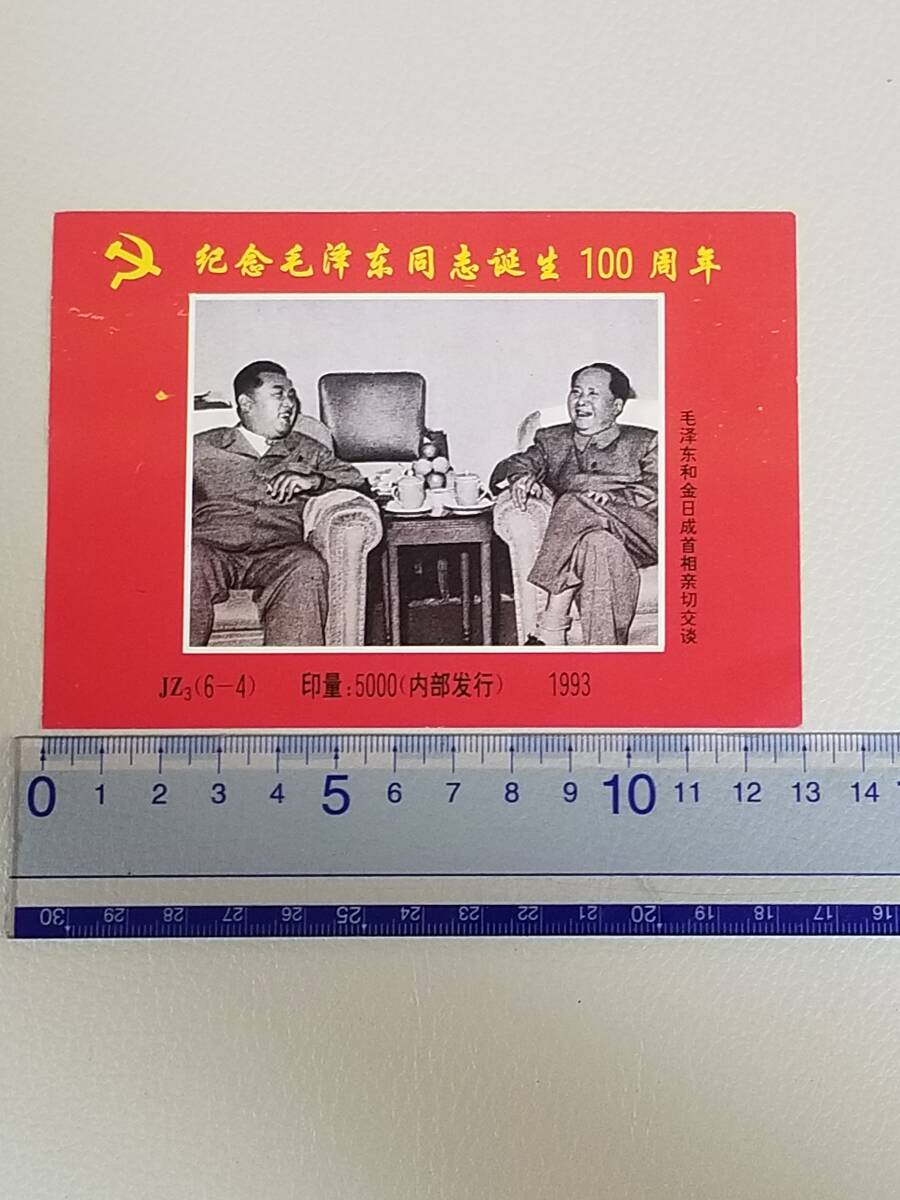 纪念毛泽东同志诞生100周年
毛泽东和金日成首相亲切交谈
JZ3(6-4) 印量:5000(内部发行) 1993
0 1 2 3 4 5 6 7 8 9 10 11 12 13 14
30 29 28 27 26 25 24 23 22 21 20 19 18 17 16